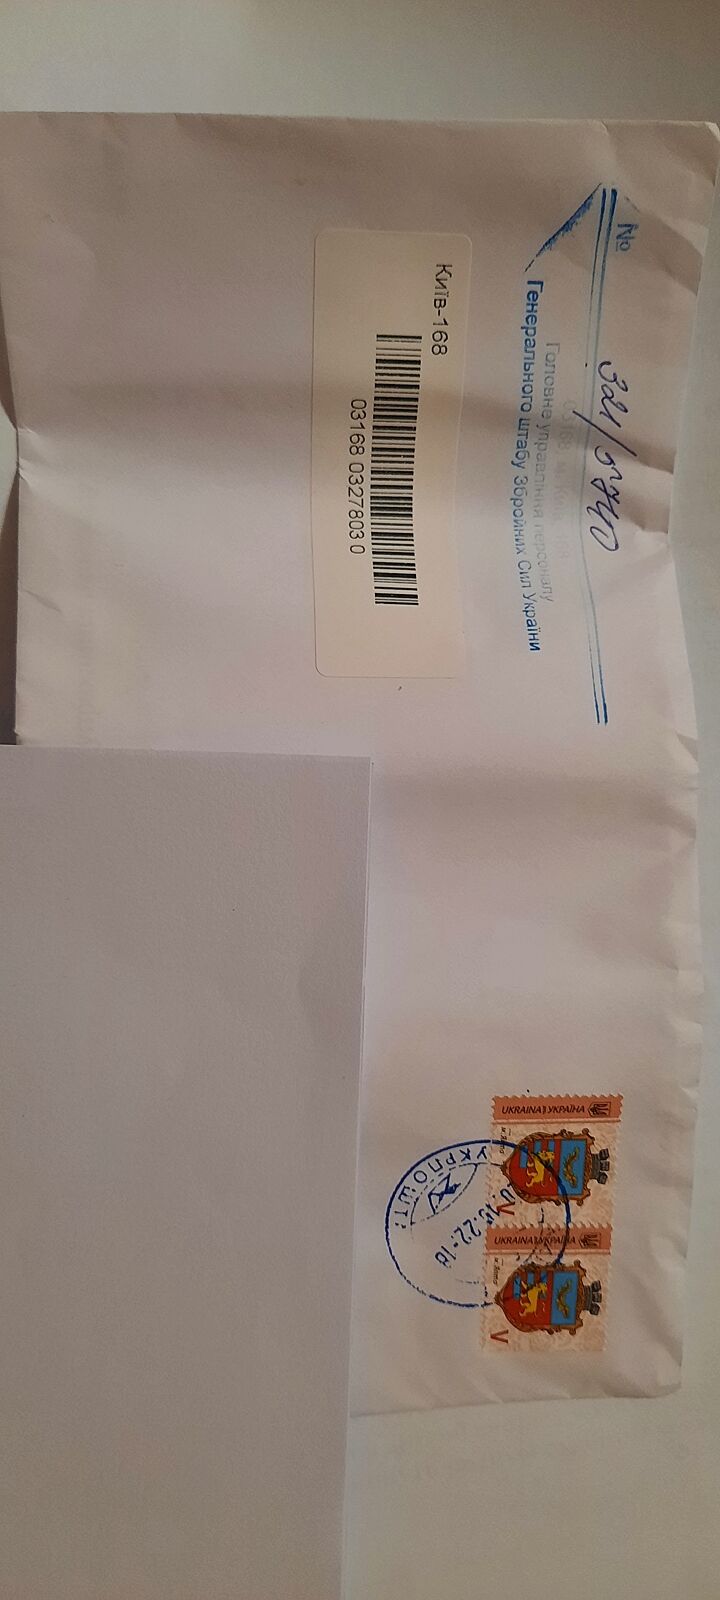 Головне управління персоналу
Генерального штабу Збройних Сил України
03168 м. Київ 168
№ 321/5740
Київ-168
03168 0327803 0
UKRAINA УКРАЇНА
V
UKRAINA УКРАЇНА
V
УКРПОШТА